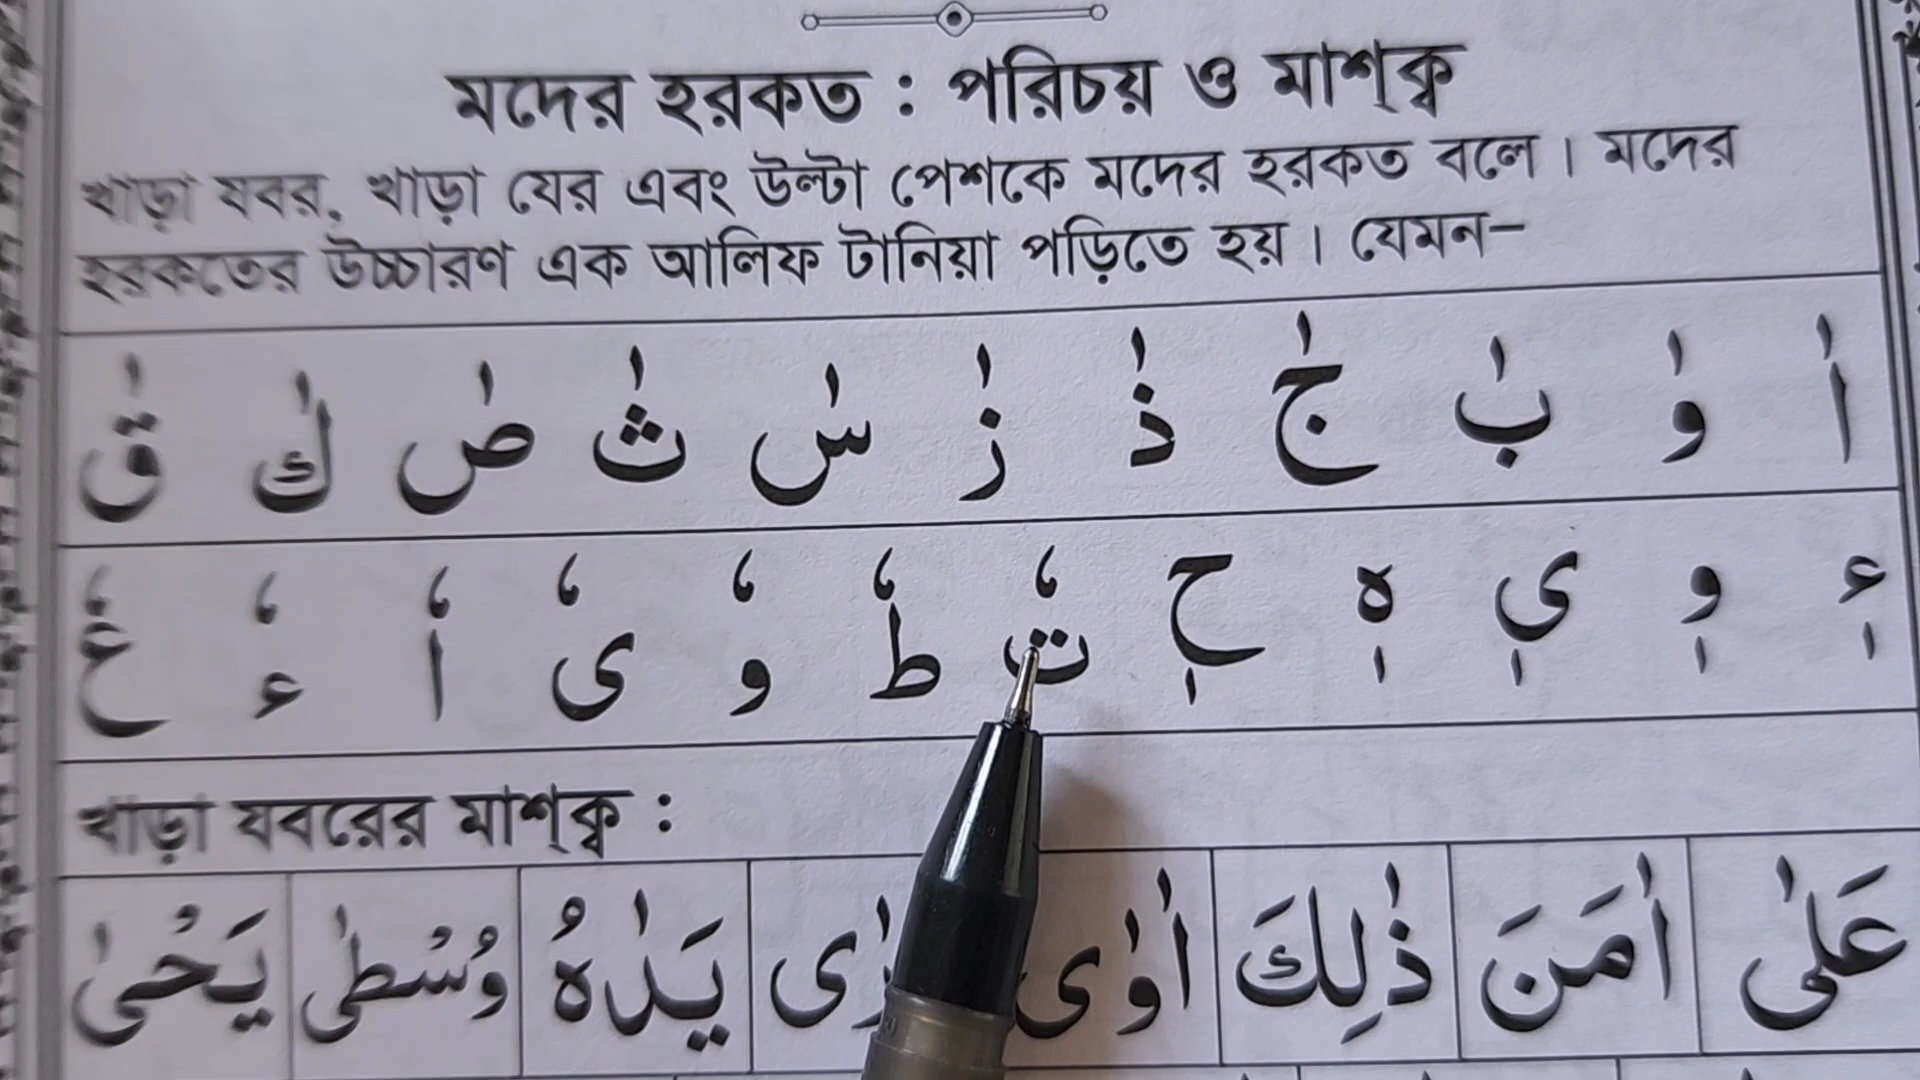 মদের হরকত : পরিচয় ও মাশ্ক্ব
খাড়া যবর, খাড়া যের এবং উল্টা পেশকে মদের হরকত বলে। মদের
হরকতের উচ্চারণ এক আলিফ টানিয়া পড়িতে হয়। যেমন–
اٰ وٰ بٰ جٰ ذٰ زٰ سٰ ثٰ صٰ كٰ قٰ
ءٖ وٖ یٖ هٖ حٖ تٗ طٗ وٗ یٗ اٗ ءٗ غٗ
খাড়া যবরের মাশ্ক্ব :
عَلٰی اٰمَنَ ذٰلِكَ اٰوٰی یَدٰهُ وُسْطٰی یَحْیٰ